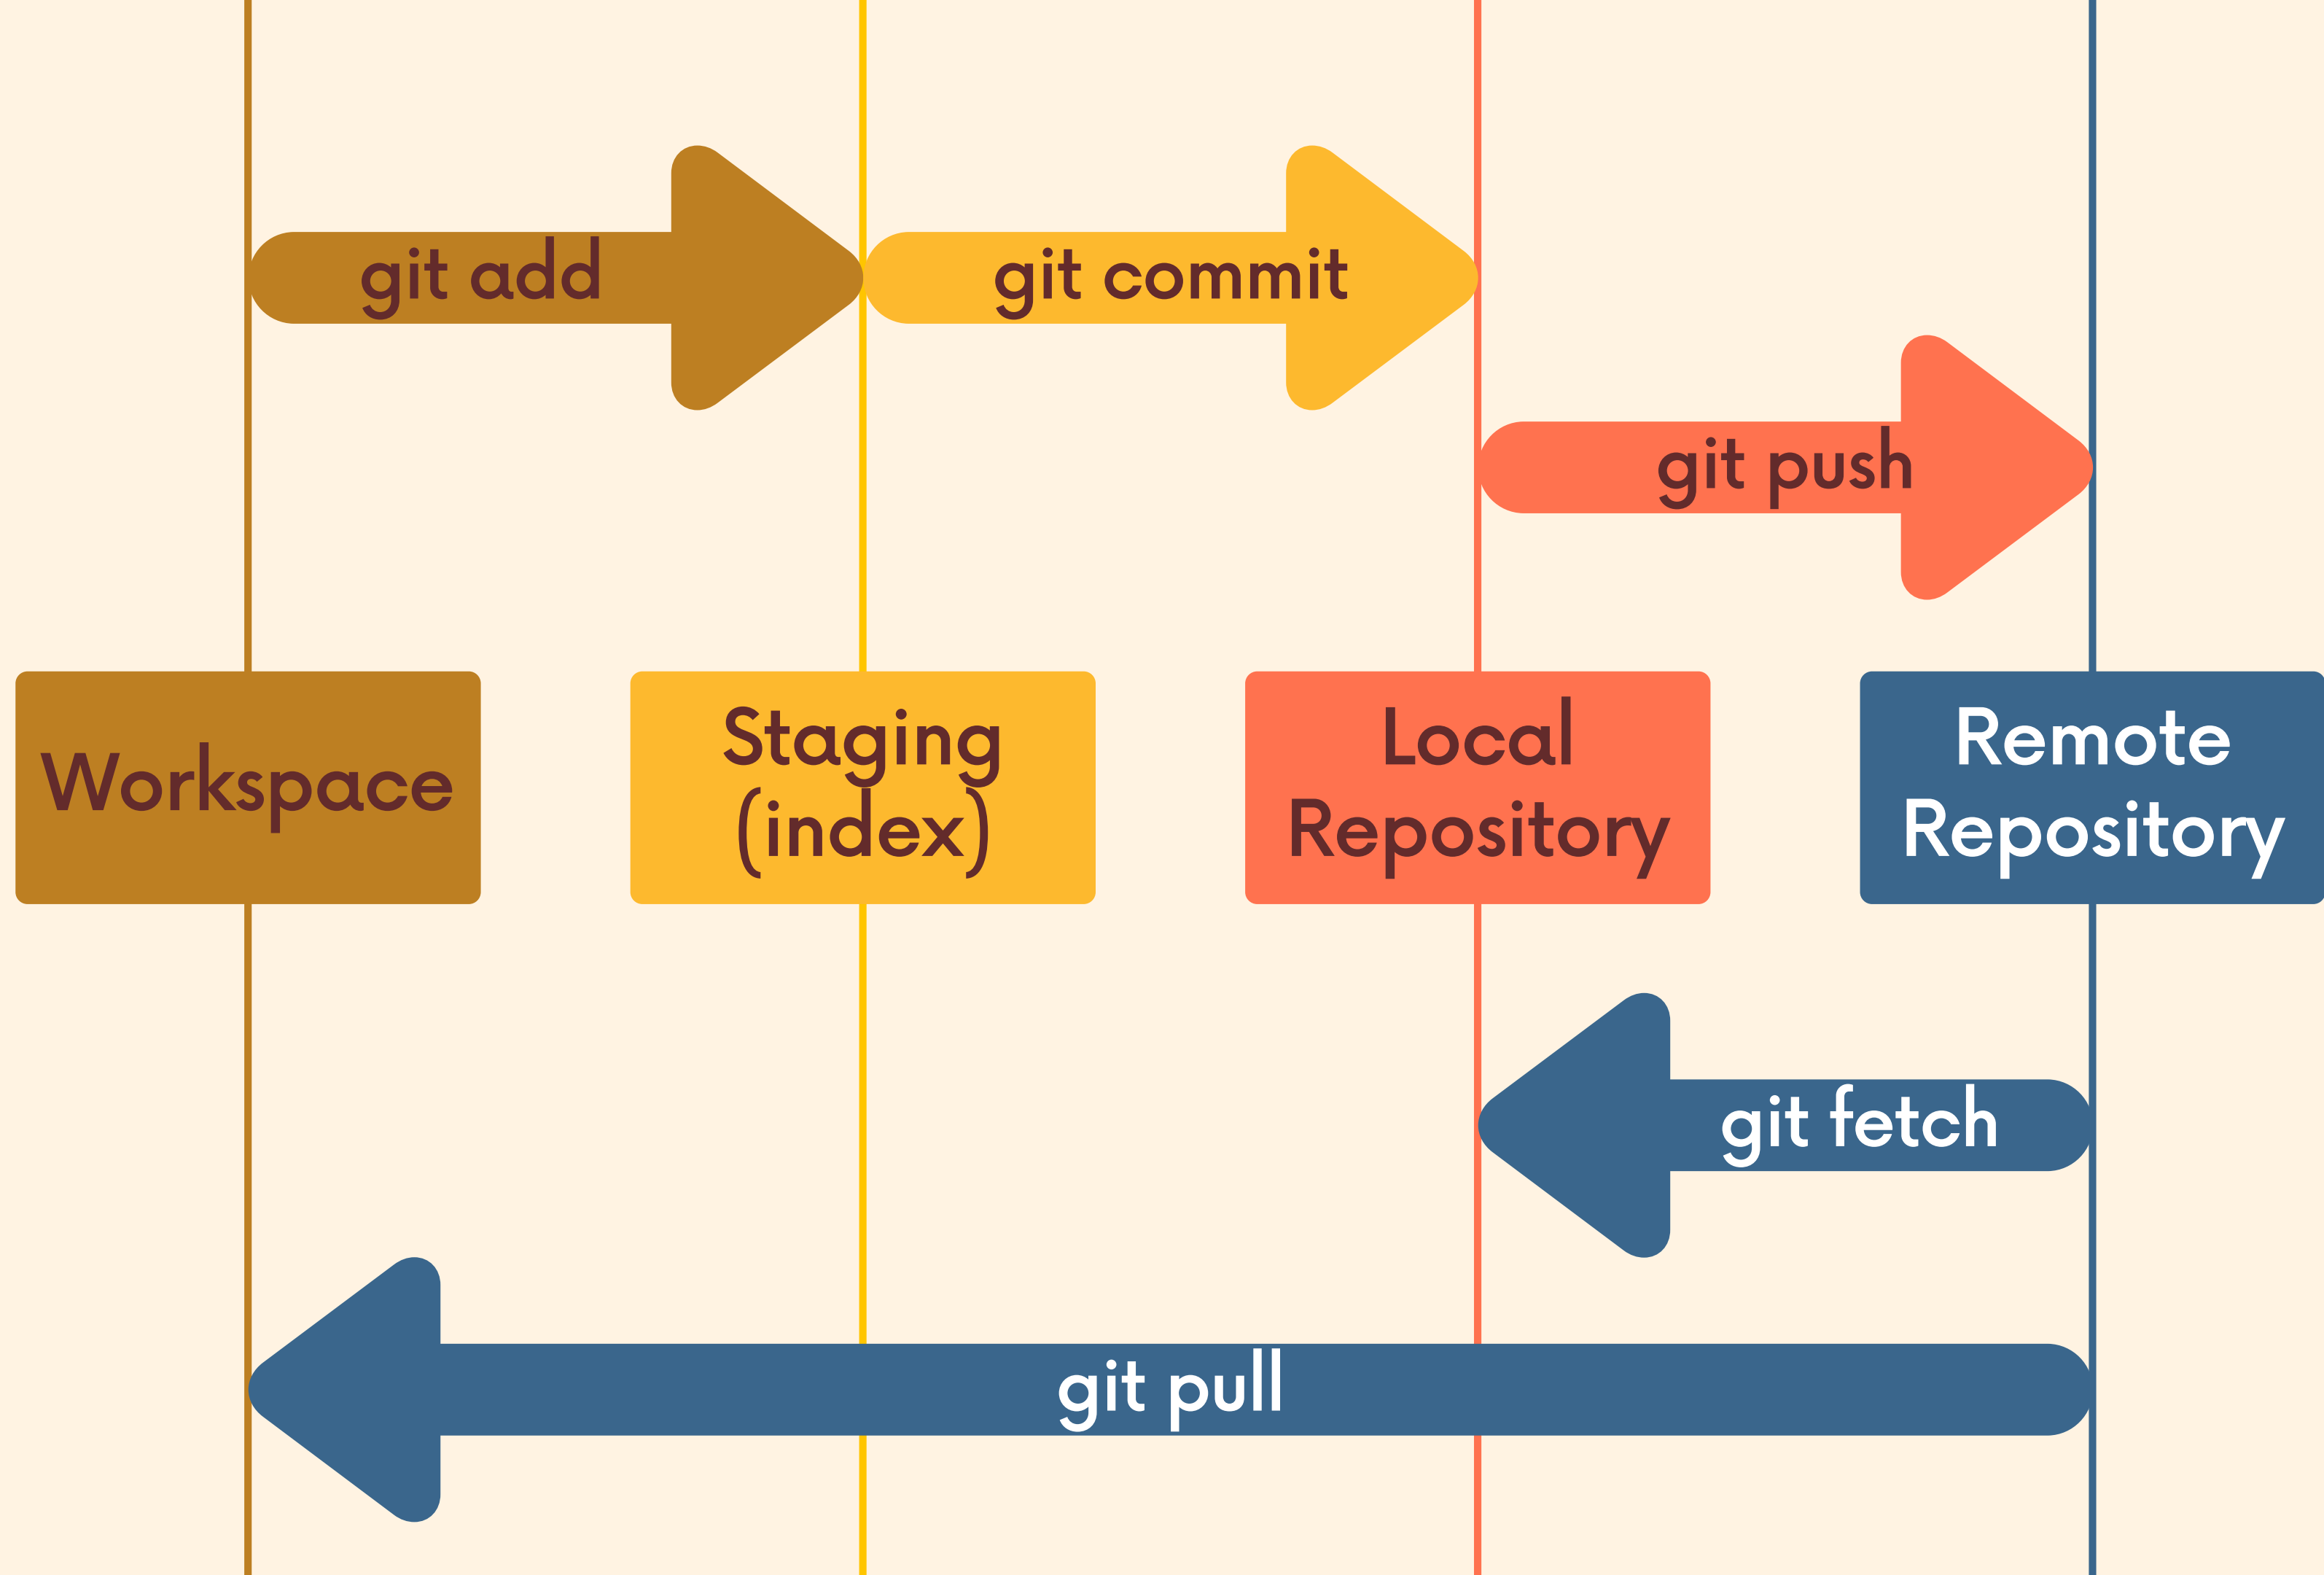 git add
git commit
git push
Workspace
Staging
(index)
Local
Repository
Remote
Repository
git fetch
git pull